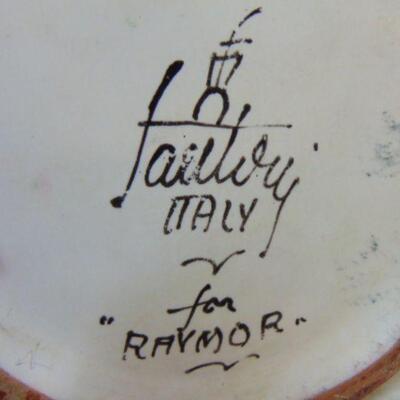 Fantoni
ITALY
for
"RAYMOR"